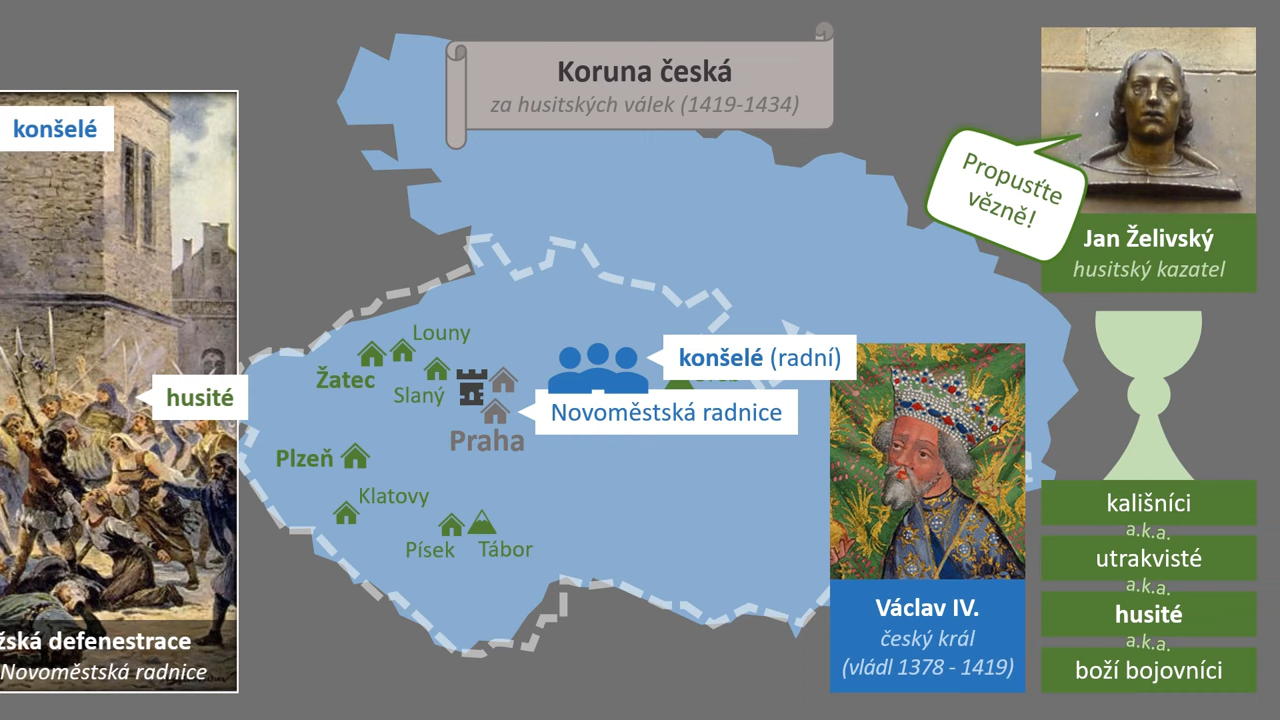 Koruna česká
za husitských válek (1419-1434)
konšelé
husité
žská defenestrace
Novoměstská radnice
Louny
Žatec
Slaný
Praha
Plzeň
Klatovy
Písek
Tábor
konšelé (radní)
Novoměstská radnice
Václav IV.
český král
(vládl 1378 - 1419)
Propusťte
vězně!
Jan Želivský
husitský kazatel
kališníci
a.k.a.
utrakvisté
a.k.a.
husité
a.k.a.
boží bojovníci